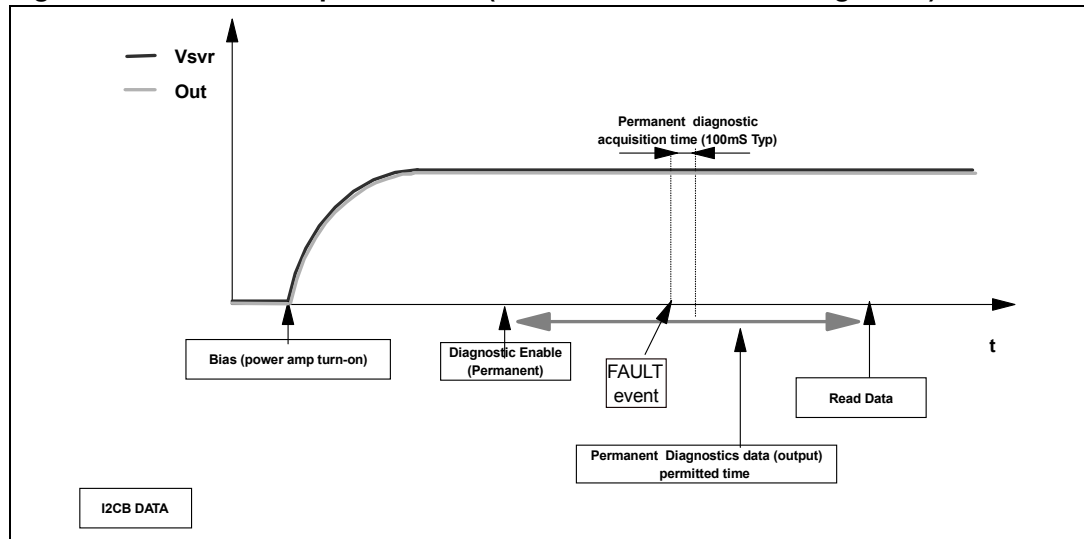 Vsvr
Out
Permanent diagnostic
acquisition time (100mS Typ)
Bias (power amp turn-on)
Diagnostic Enable
(Permanent)
FAULT
event
t
Read Data
Permanent Diagnostics data (output)
permitted time
I2CB DATA